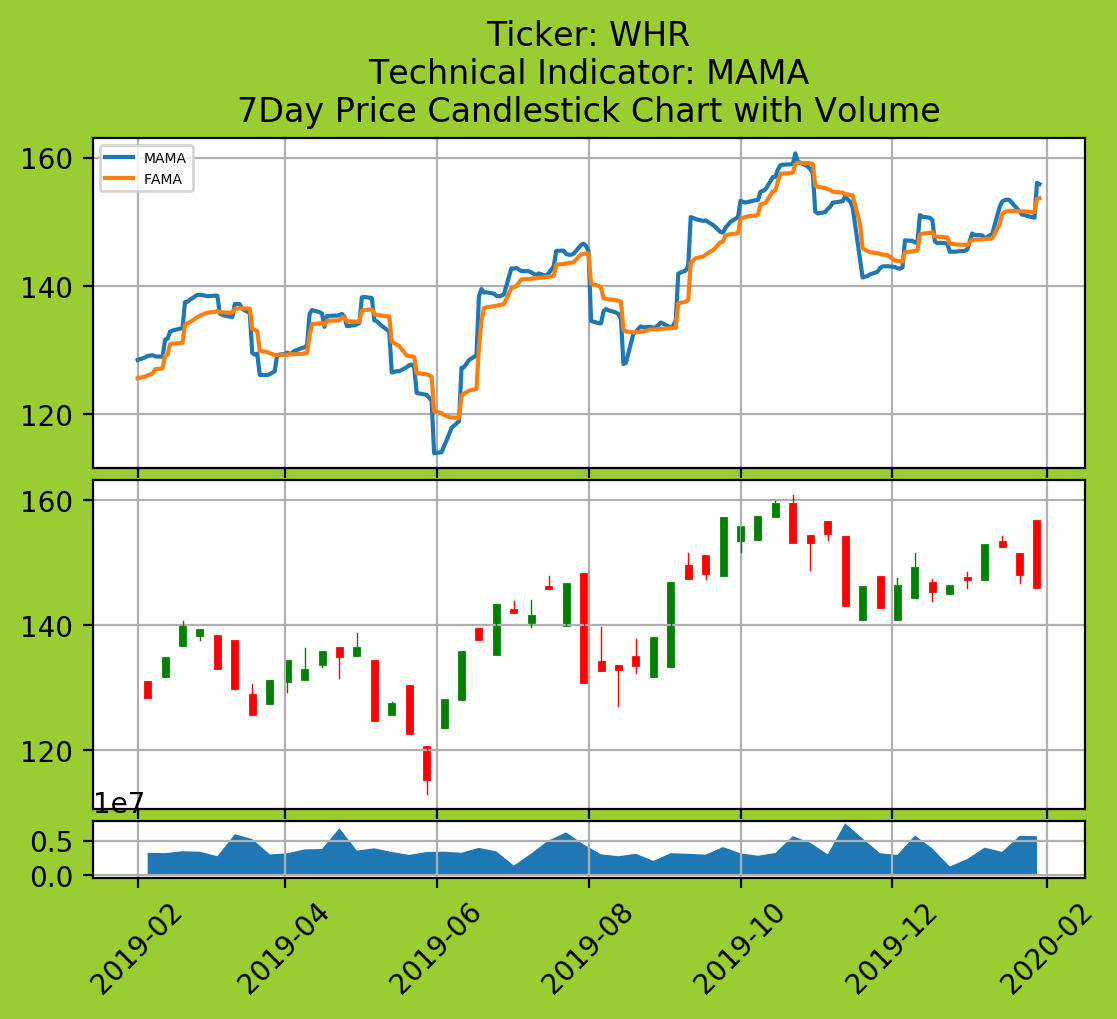 Ticker: WHR
Technical Indicator: MAMA
7Day Price Candlestick Chart with Volume
MAMA
FAMA
160
140
120
160
140
120
1e7
0.5
0.0
2019-02
2019-04
2019-06
2019-08
2019-10
2019-12
2020-02